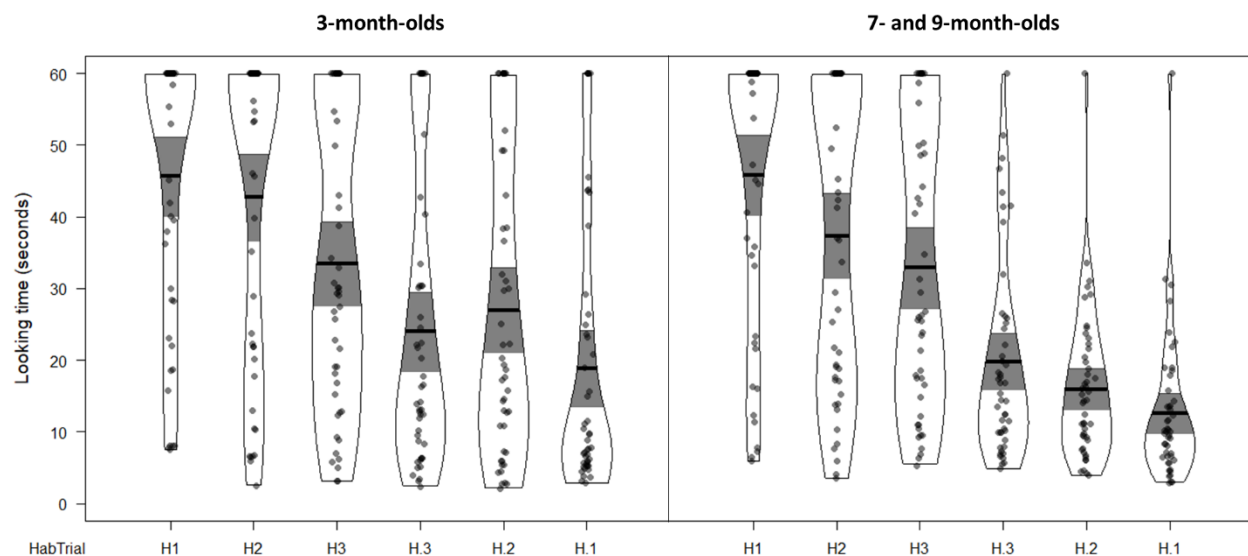 3-month-olds
7- and 9-month-olds
Looking time (seconds)
60
50
40
30
20
10
0
HabTrial H1 H2 H3 H.3 H.2 H.1 H1 H2 H3 H.3 H.2 H.1